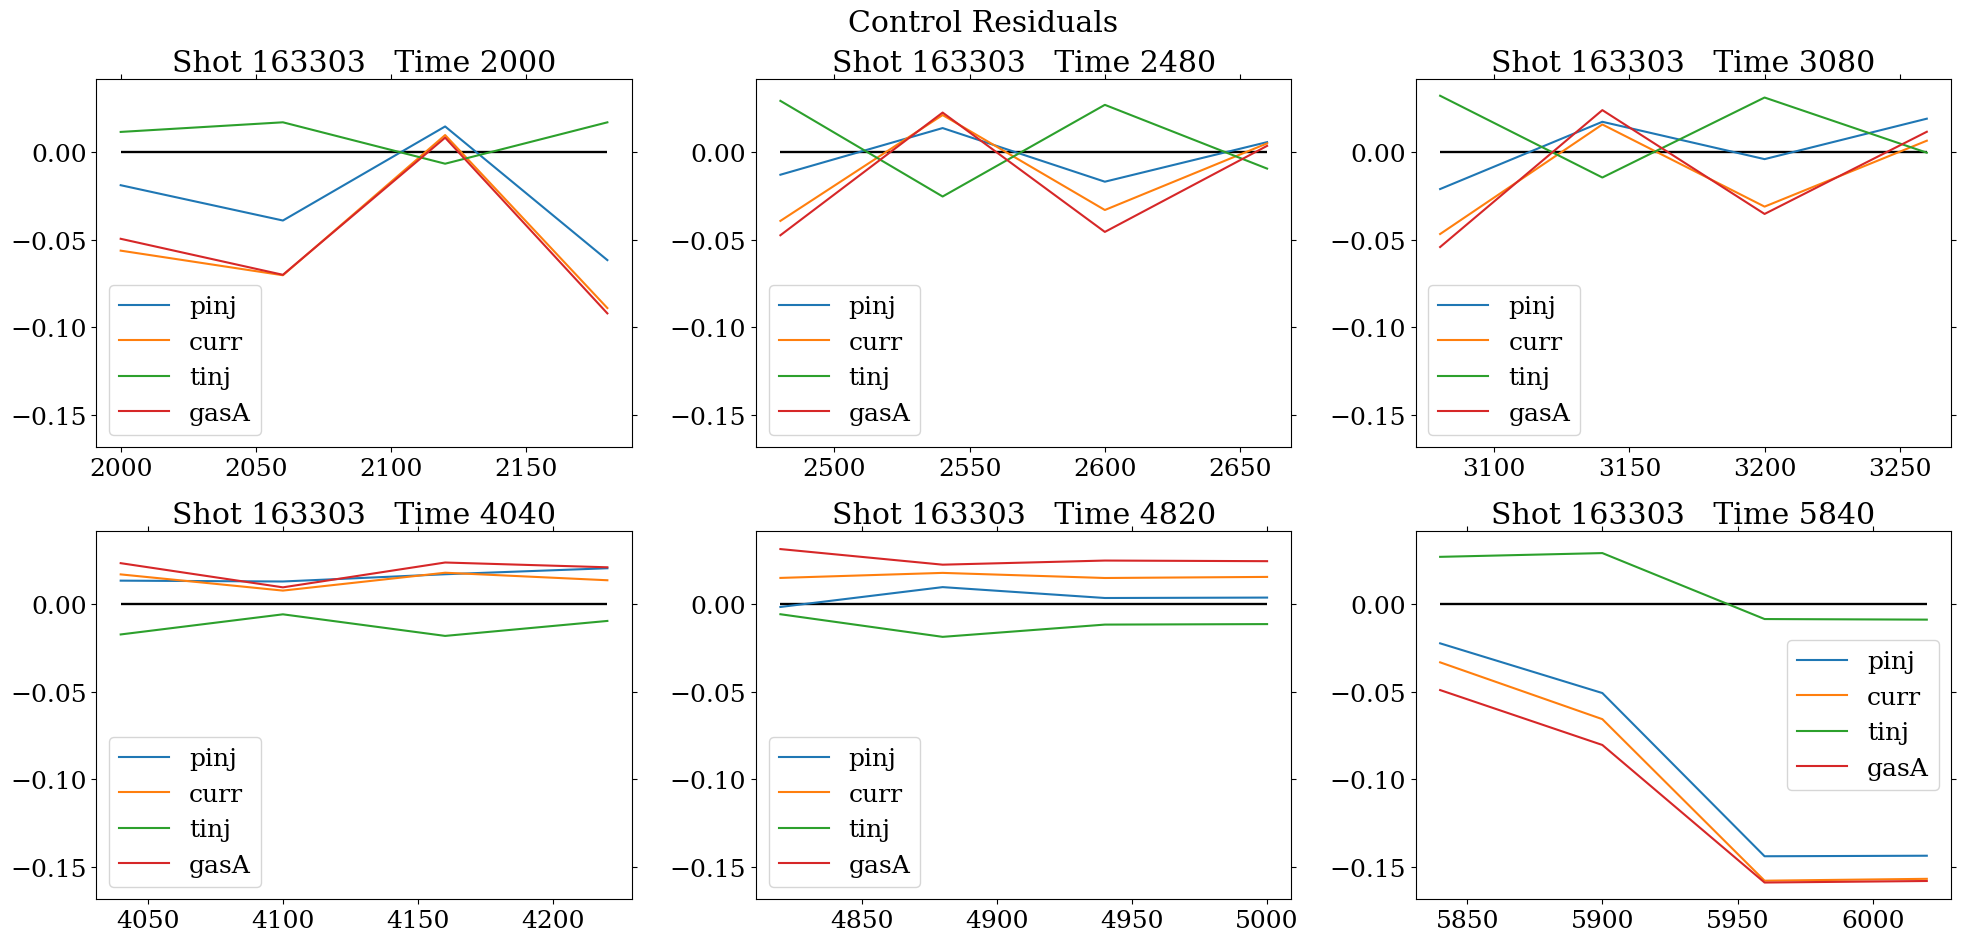 Control Residuals
Shot 163303   Time 2000
0.00
−0.05
−0.10
−0.15
pinj
curr
tinj
gasA
2000 2050 2100 2150
Shot 163303   Time 2480
0.00
−0.05
−0.10
−0.15
pinj
curr
tinj
gasA
2500 2550 2600 2650
Shot 163303   Time 3080
0.00
−0.05
−0.10
−0.15
pinj
curr
tinj
gasA
3100 3150 3200 3250
Shot 163303   Time 4040
0.00
−0.05
−0.10
−0.15
pinj
curr
tinj
gasA
4050 4100 4150 4200
Shot 163303   Time 4820
0.00
−0.05
−0.10
−0.15
pinj
curr
tinj
gasA
4850 4900 4950 5000
Shot 163303   Time 5840
0.00
−0.05
−0.10
−0.15
pinj
curr
tinj
gasA
5850 5900 5950 6000